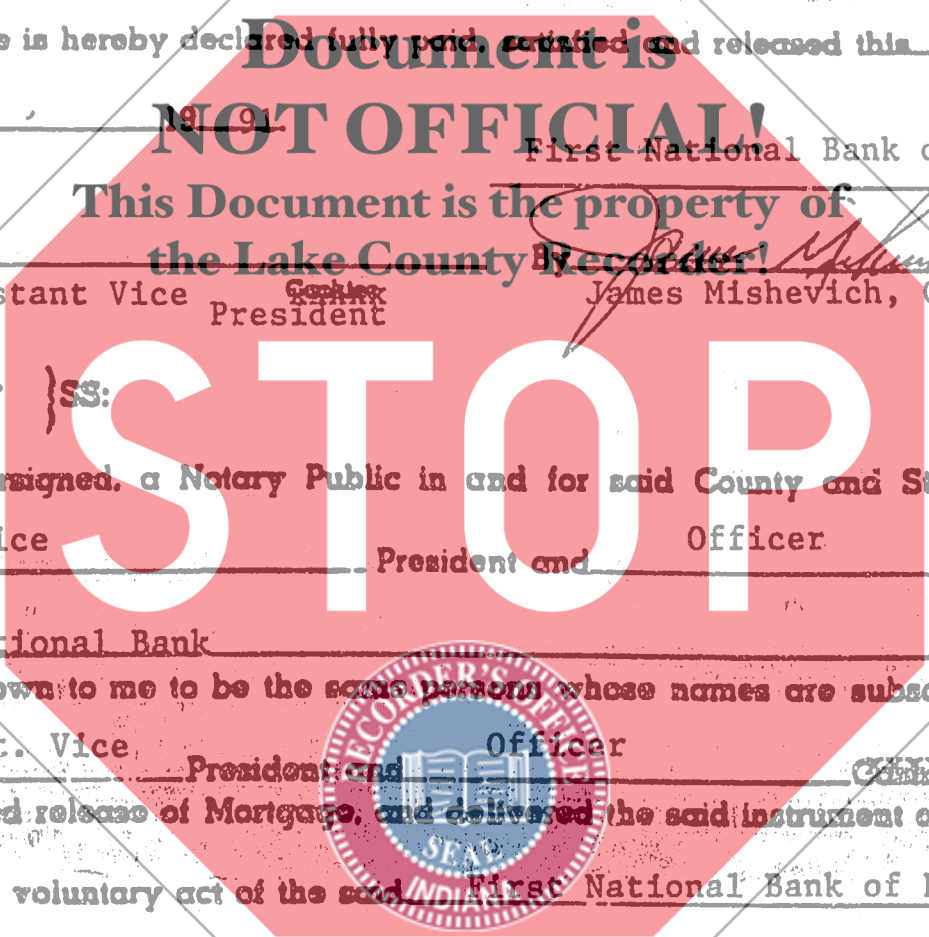 e is hereby declared fully paid, satisfied and released this
Document is
19 91
NOT OFFICIAL!
First National Bank o
This Document is the property of
the Lake County Recorder!
By James
stant Vice Cashier James Mishevich, C
President
STOP
SS:
rsigned, a Notary Public in and for said County and St
ice Officer
President and
tional Bank
own to me to be the same persons whose names are subsc
t. Vice Officer
President and
ed release of Mortgage, and delivered the said instrument a
voluntary act of the said First National Bank of
RECORDER'S OFFICE
SEAL
INDIANA